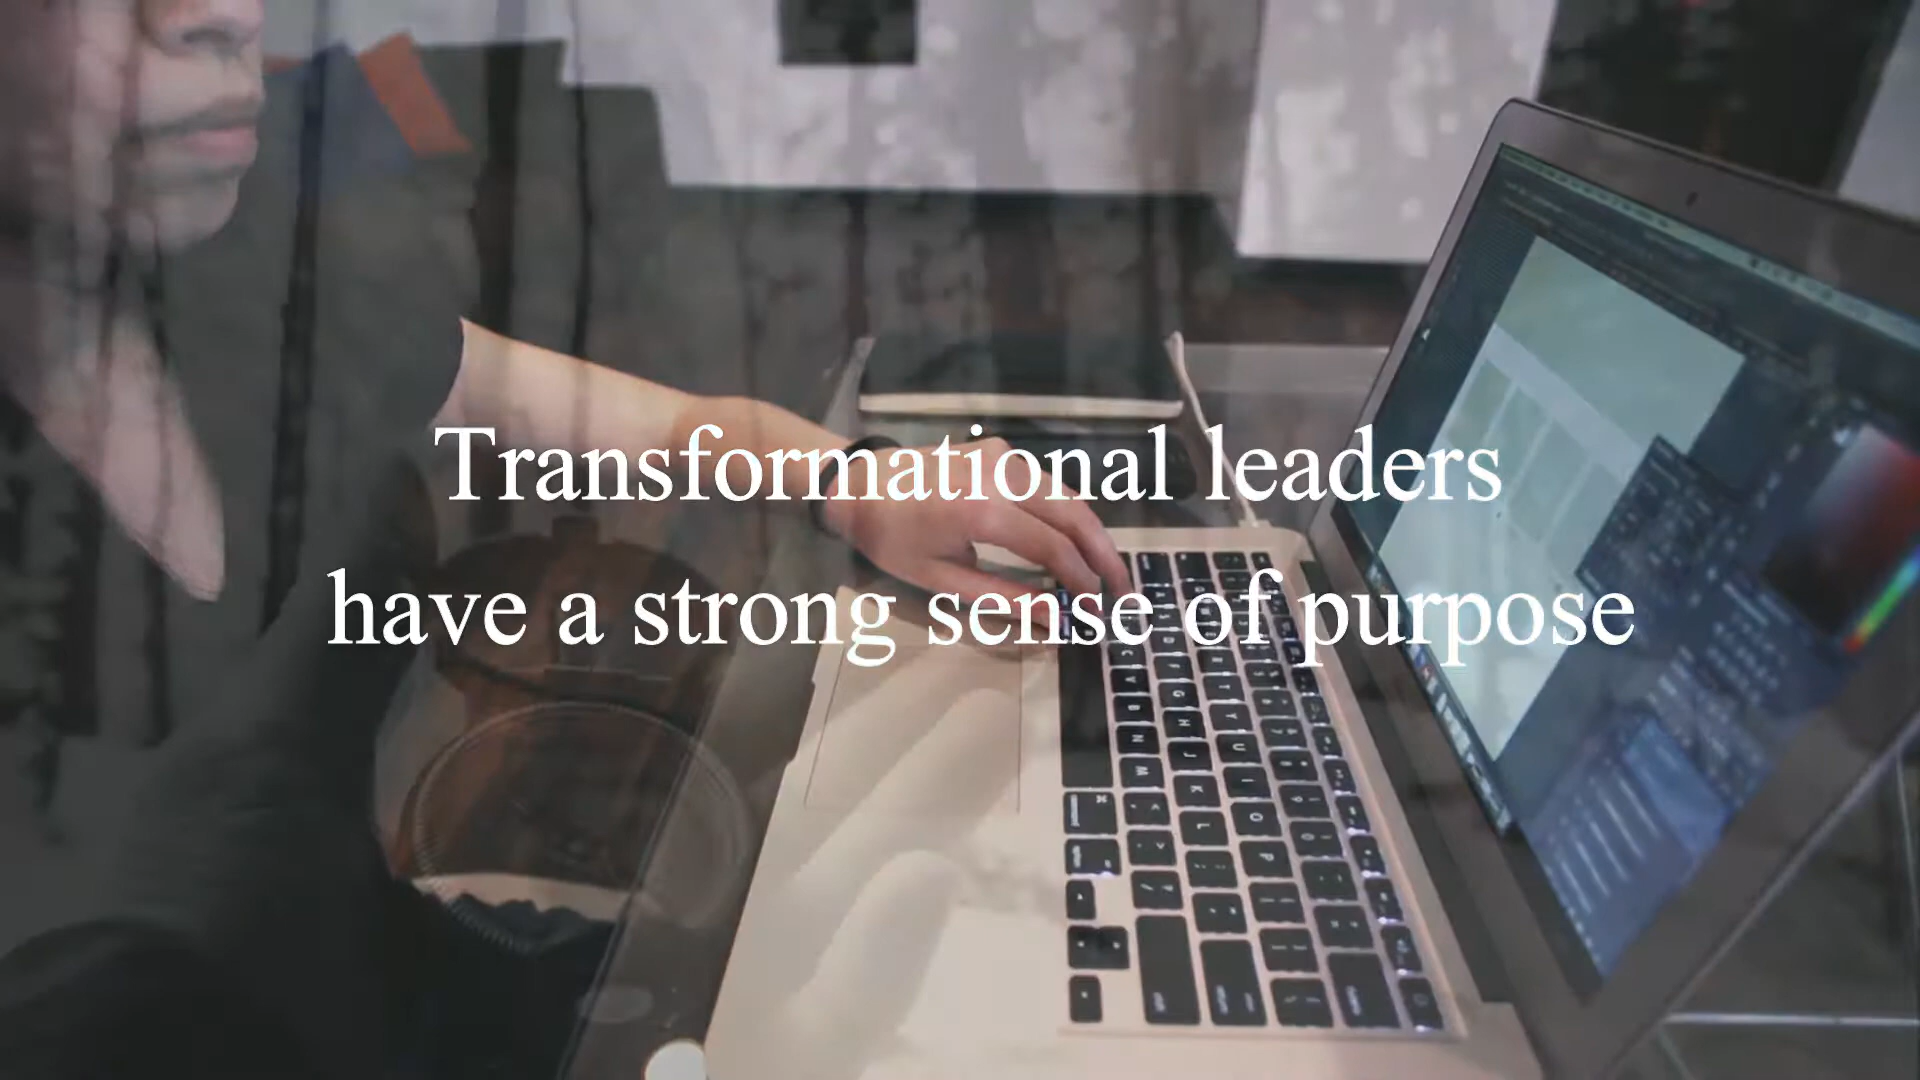 Transformational leaders
have a strong sense of purpose